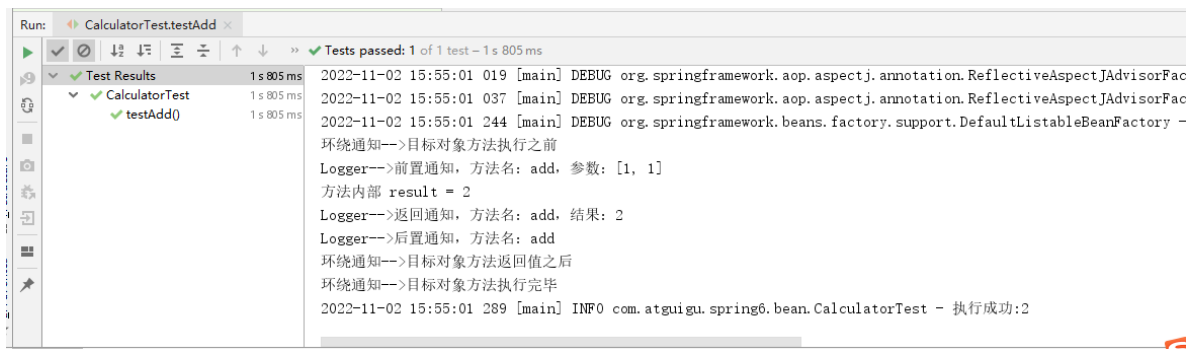 Run: CalculatorTest.testAdd ×
» Tests passed: 1 of 1 test – 1 s 805 ms
Test Results 1 s 805 ms
CalculatorTest 1 s 805 ms
testAdd() 1 s 805 ms
2022-11-02 15:55:01 019 [main] DEBUG org.springframework.aop.aspectj.annotation.ReflectiveAspectJAdvisorFac
2022-11-02 15:55:01 037 [main] DEBUG org.springframework.aop.aspectj.annotation.ReflectiveAspectJAdvisorFac
2022-11-02 15:55:01 244 [main] DEBUG org.springframework.beans.factory.support.DefaultListableBeanFactory -
环绕通知-->目标对象方法执行之前
Logger-->前置通知，方法名：add，参数：[1, 1]
方法内部 result = 2
Logger-->返回通知，方法名：add，结果：2
Logger-->后置通知，方法名：add
环绕通知-->目标对象方法返回值之后
环绕通知-->目标对象方法执行完毕
2022-11-02 15:55:01 289 [main] INFO com.atguigu.spring6.bean.CalculatorTest - 执行成功:2